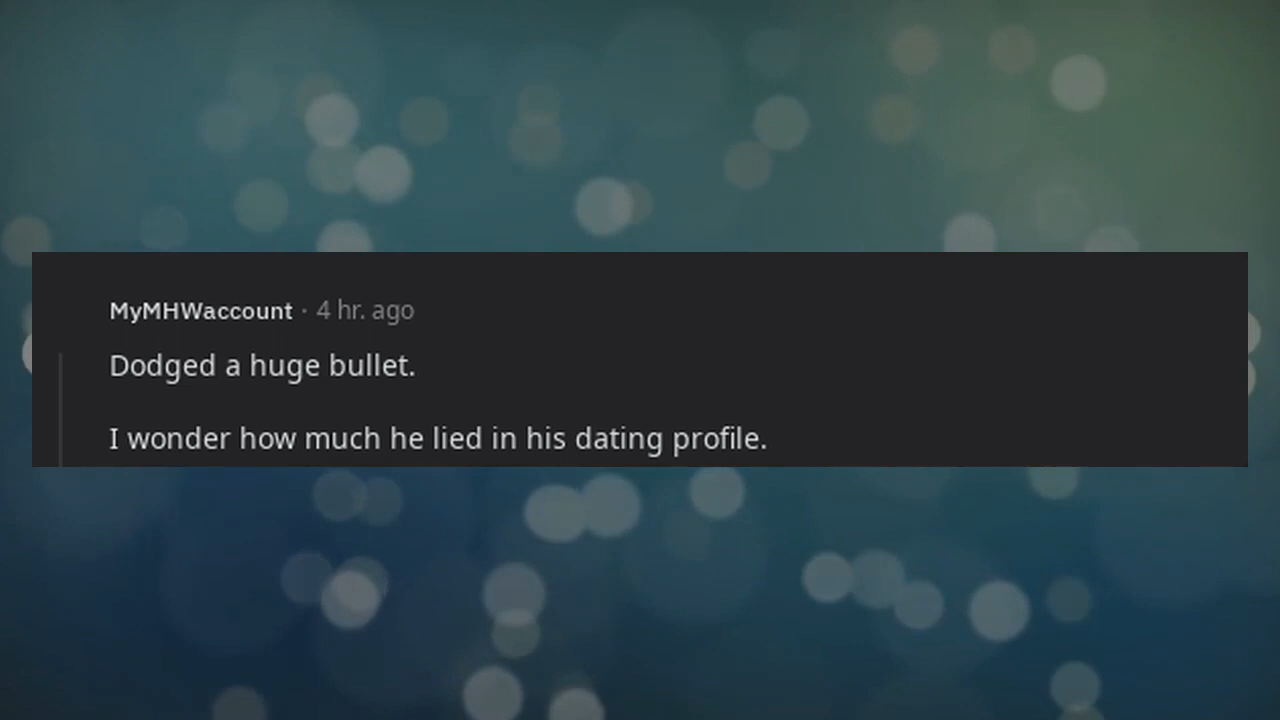 MyMHWaccount · 4 hr. ago
Dodged a huge bullet.
I wonder how much he lied in his dating profile.